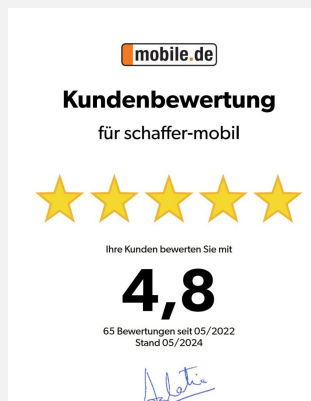 mobile.de
Kundenbewertung
für schaffer-mobil
Ihre Kunden bewerten Sie mit
4,8
65 Bewertungen seit 05/2022
Stand 05/2024